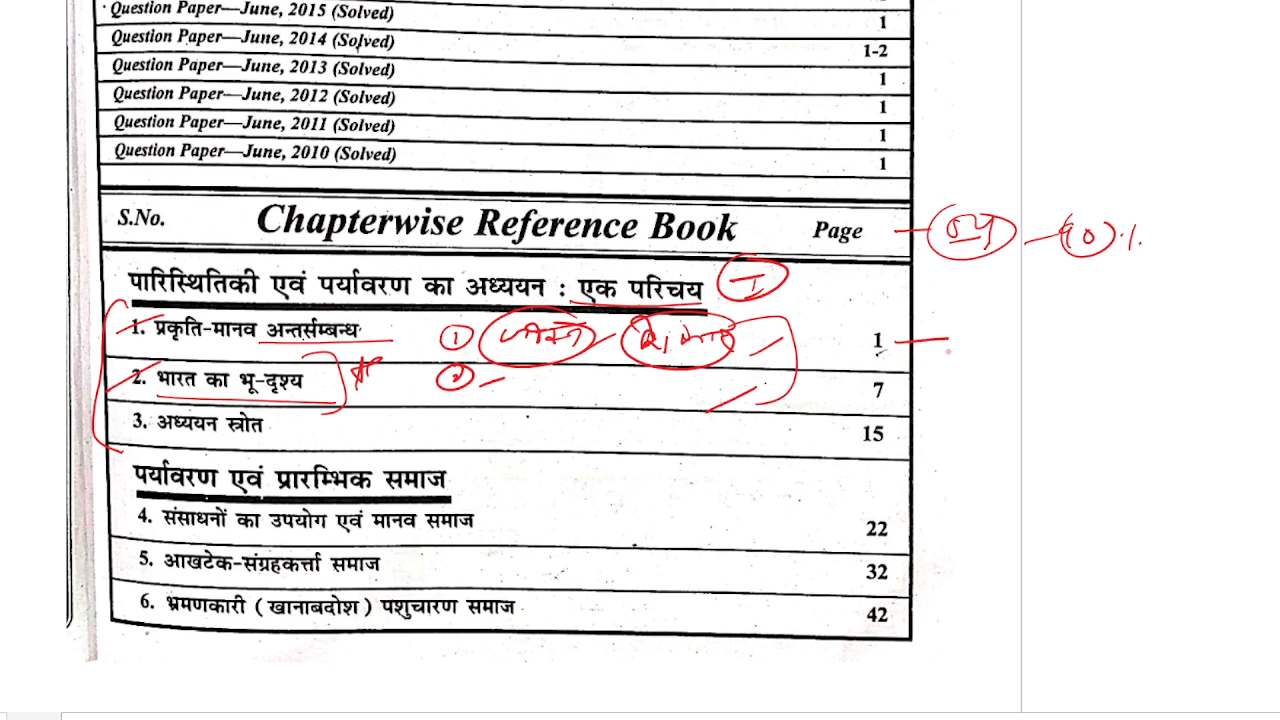 Question Paper—June, 2015 (Solved) 1
Question Paper—June, 2014 (Solved) 1-2
Question Paper—June, 2013 (Solved) 1
Question Paper—June, 2012 (Solved) 1
Question Paper—June, 2011 (Solved) 1
Question Paper—June, 2010 (Solved) 1
S.No. Chapterwise Reference Book Page
पारिस्थितिकी एवं पर्यावरण का अध्ययन : एक परिचय I
1. प्रकृति-मानव अन्तर्सम्बन्ध 1
2. भारत का भू-दृश्य 7
3. अध्ययन स्त्रोत 15
पर्यावरण एवं प्रारम्भिक समाज
4. संसाधनों का उपयोग एवं मानव समाज 22
5. आखटेक-संग्रहकर्त्ता समाज 32
6. भ्रमणकारी (खानाबदोश) पशुचारण समाज 42